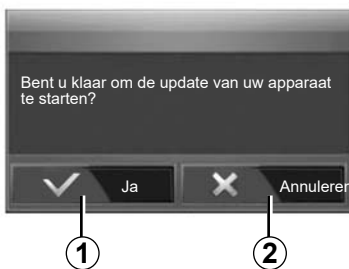 Bent u klaar om de update van uw apparaat
te starten?
Ja
Annuleren
1
2